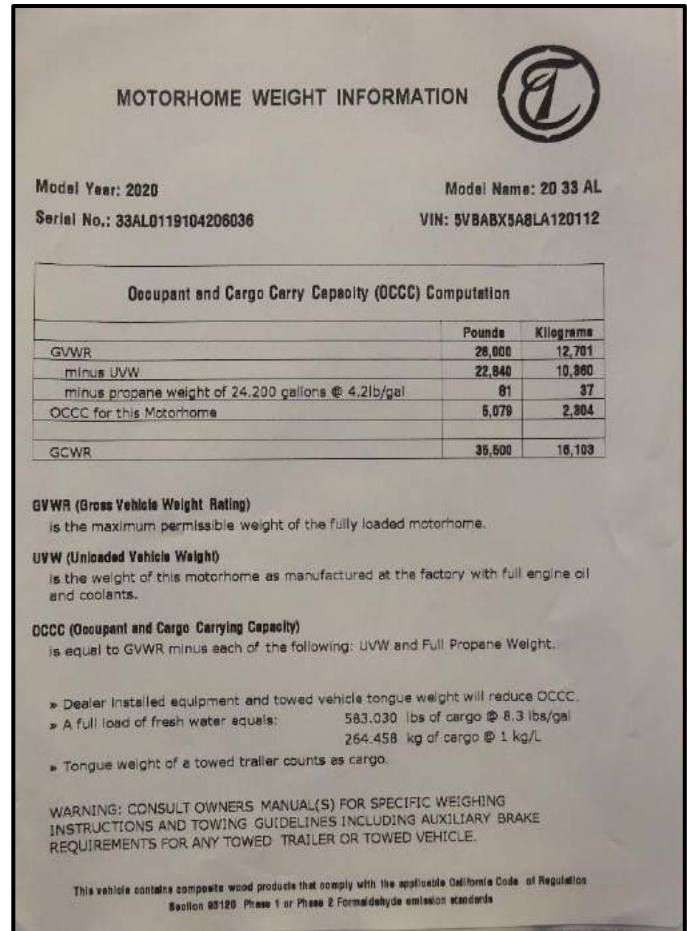 MOTORHOME WEIGHT INFORMATION
Model Year: 2020 Model Name: 20 33 AL
Serial No.: 33AL0119104206036 VIN: 5VBABX5A8LA120112
Occupant and Cargo Carry Capacity (OCCC) Computation
Pounds Kilograms
GVWR 28,000 12,701
minus UVW 22,840 10,360
minus propane weight of 24.200 gallons @ 4.2lb/gal 81 37
OCCC for this Motorhome 5,079 2,304
GCWR 35,500 16,103
GVWR (Gross Vehicle Weight Rating)
is the maximum permissible weight of the fully loaded motorhome.
UVW (Unloaded Vehicle Weight)
is the weight of this motorhome as manufactured at the factory with full engine oil
and coolants.
OCCC (Occupant and Cargo Carrying Capacity)
is equal to GVWR minus each of the following: UVW and Full Propane Weight.
» Dealer Installed equipment and towed vehicle tongue weight will reduce OCCC.
» A full load of fresh water equals: 583.030 lbs of cargo @ 8.3 lbs/gal
264.458 kg of cargo @ 1 kg/L
» Tongue weight of a towed trailer counts as cargo.
WARNING: CONSULT OWNERS MANUAL(S) FOR SPECIFIC WEIGHING
INSTRUCTIONS AND TOWING GUIDELINES INCLUDING AUXILIARY BRAKE
REQUIREMENTS FOR ANY TOWED TRAILER OR TOWED VEHICLE.
This vehicle contains composite wood products that comply with the applicable California Code of Regulation
Section 93120 Phase 1 or Phase 2 Formaldehyde emission standards